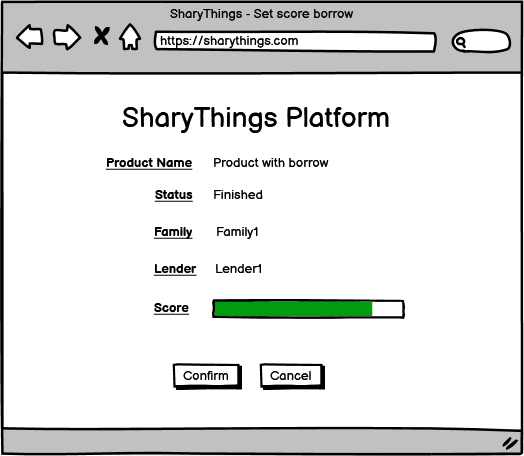 SharyThings - Set score borrow
https://sharythings.com
SharyThings Platform
Product Name Product with borrow
Status Finished
Family Family1
Lender Lender1
Score
Confirm Cancel